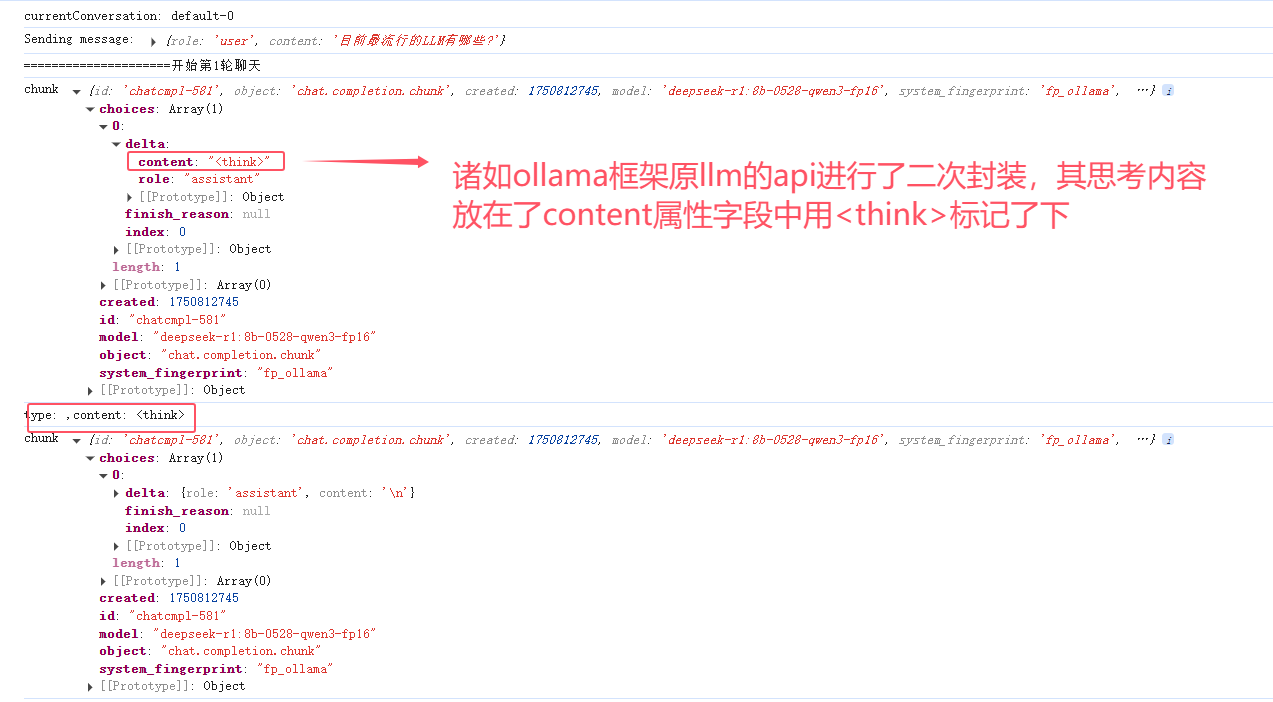 currentConversation: default-0
Sending message: ▶ {role: 'user', content: '目前最流行的LLM有哪些?'}
=====================开始第1轮聊天
chunk ▼ {id: 'chatcmpl-581', object: 'chat.completion.chunk', created: 1750812745, model: 'deepseek-r1:8b-0528-qwen3-fp16', system_fingerprint: 'fp_ollama', …} i
▼ choices: Array(1)
▼ 0:
▼ delta:
content: "<think>"
role: "assistant"
▶ [[Prototype]]: Object
finish_reason: null
index: 0
▶ [[Prototype]]: Object
length: 1
▶ [[Prototype]]: Array(0)
created: 1750812745
id: "chatcmpl-581"
model: "deepseek-r1:8b-0528-qwen3-fp16"
object: "chat.completion.chunk"
system_fingerprint: "fp_ollama"
▶ [[Prototype]]: Object
诸如ollama框架原llm的api进行了二次封装，其思考内容
放在了content属性字段中用<think>标记了下
type: ,content: <think>
chunk ▼ {id: 'chatcmpl-581', object: 'chat.completion.chunk', created: 1750812745, model: 'deepseek-r1:8b-0528-qwen3-fp16', system_fingerprint: 'fp_ollama', …} i
▼ choices: Array(1)
▼ 0:
▶ delta: {role: 'assistant', content: '\n'}
finish_reason: null
index: 0
▶ [[Prototype]]: Object
length: 1
▶ [[Prototype]]: Array(0)
created: 1750812745
id: "chatcmpl-581"
model: "deepseek-r1:8b-0528-qwen3-fp16"
object: "chat.completion.chunk"
system_fingerprint: "fp_ollama"
▶ [[Prototype]]: Object